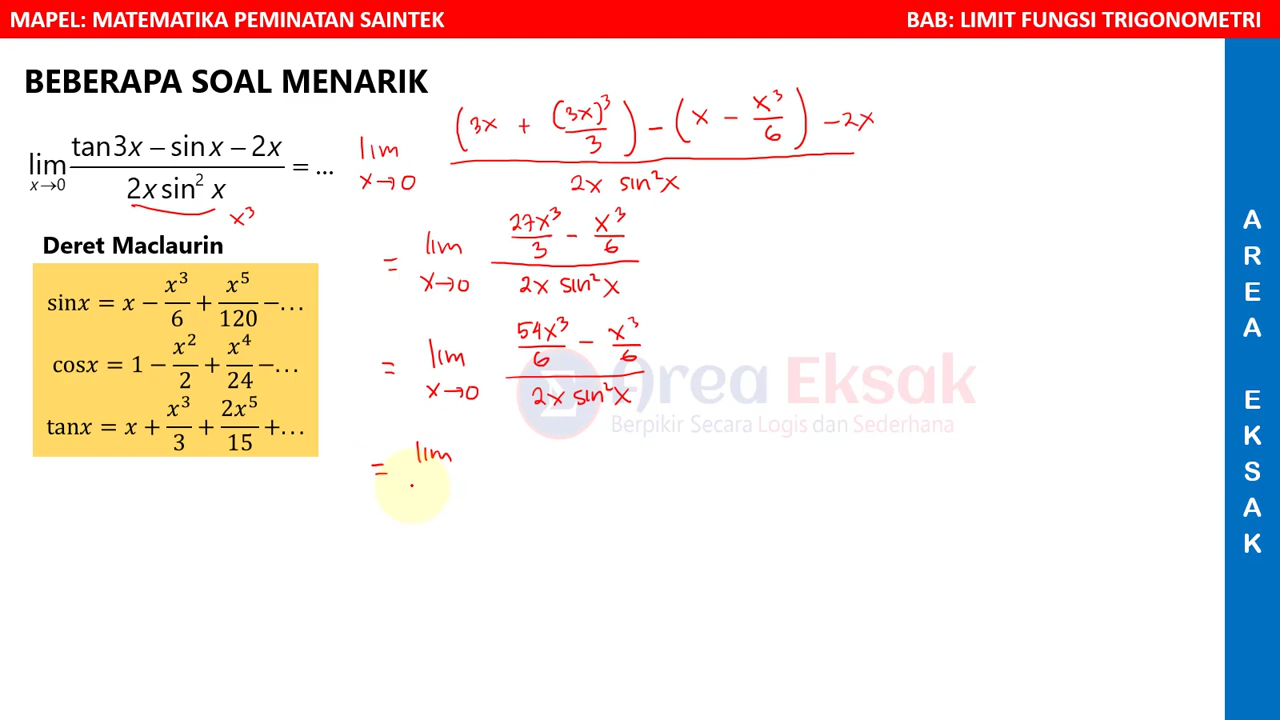 MAPEL: MATEMATIKA PEMINATAN SAINTEK
BAB: LIMIT FUNGSI TRIGONOMETRI
BEBERAPA SOAL MENARIK
lim x→0 (tan3x − sin x − 2x)/(2x sin² x) = ...
x³
Deret Maclaurin
sinx = x − x³/6 + x⁵/120 −...
cosx = 1 − x²/2 + x⁴/24 −...
tanx = x + x³/3 + 2x⁵/15 +...
lim x→0 ((3x + (3x)³/3) − (x − x³/6) − 2x)/(2x sin²x)
= lim x→0 (27x³/3 − x³/6)/(2x sin²x)
= lim x→0 (54x³/6 − x³/6)/(2x sin²x)
= lim
Area Eksak
Berpikir Secara Logis dan Sederhana
AREA EKSAK